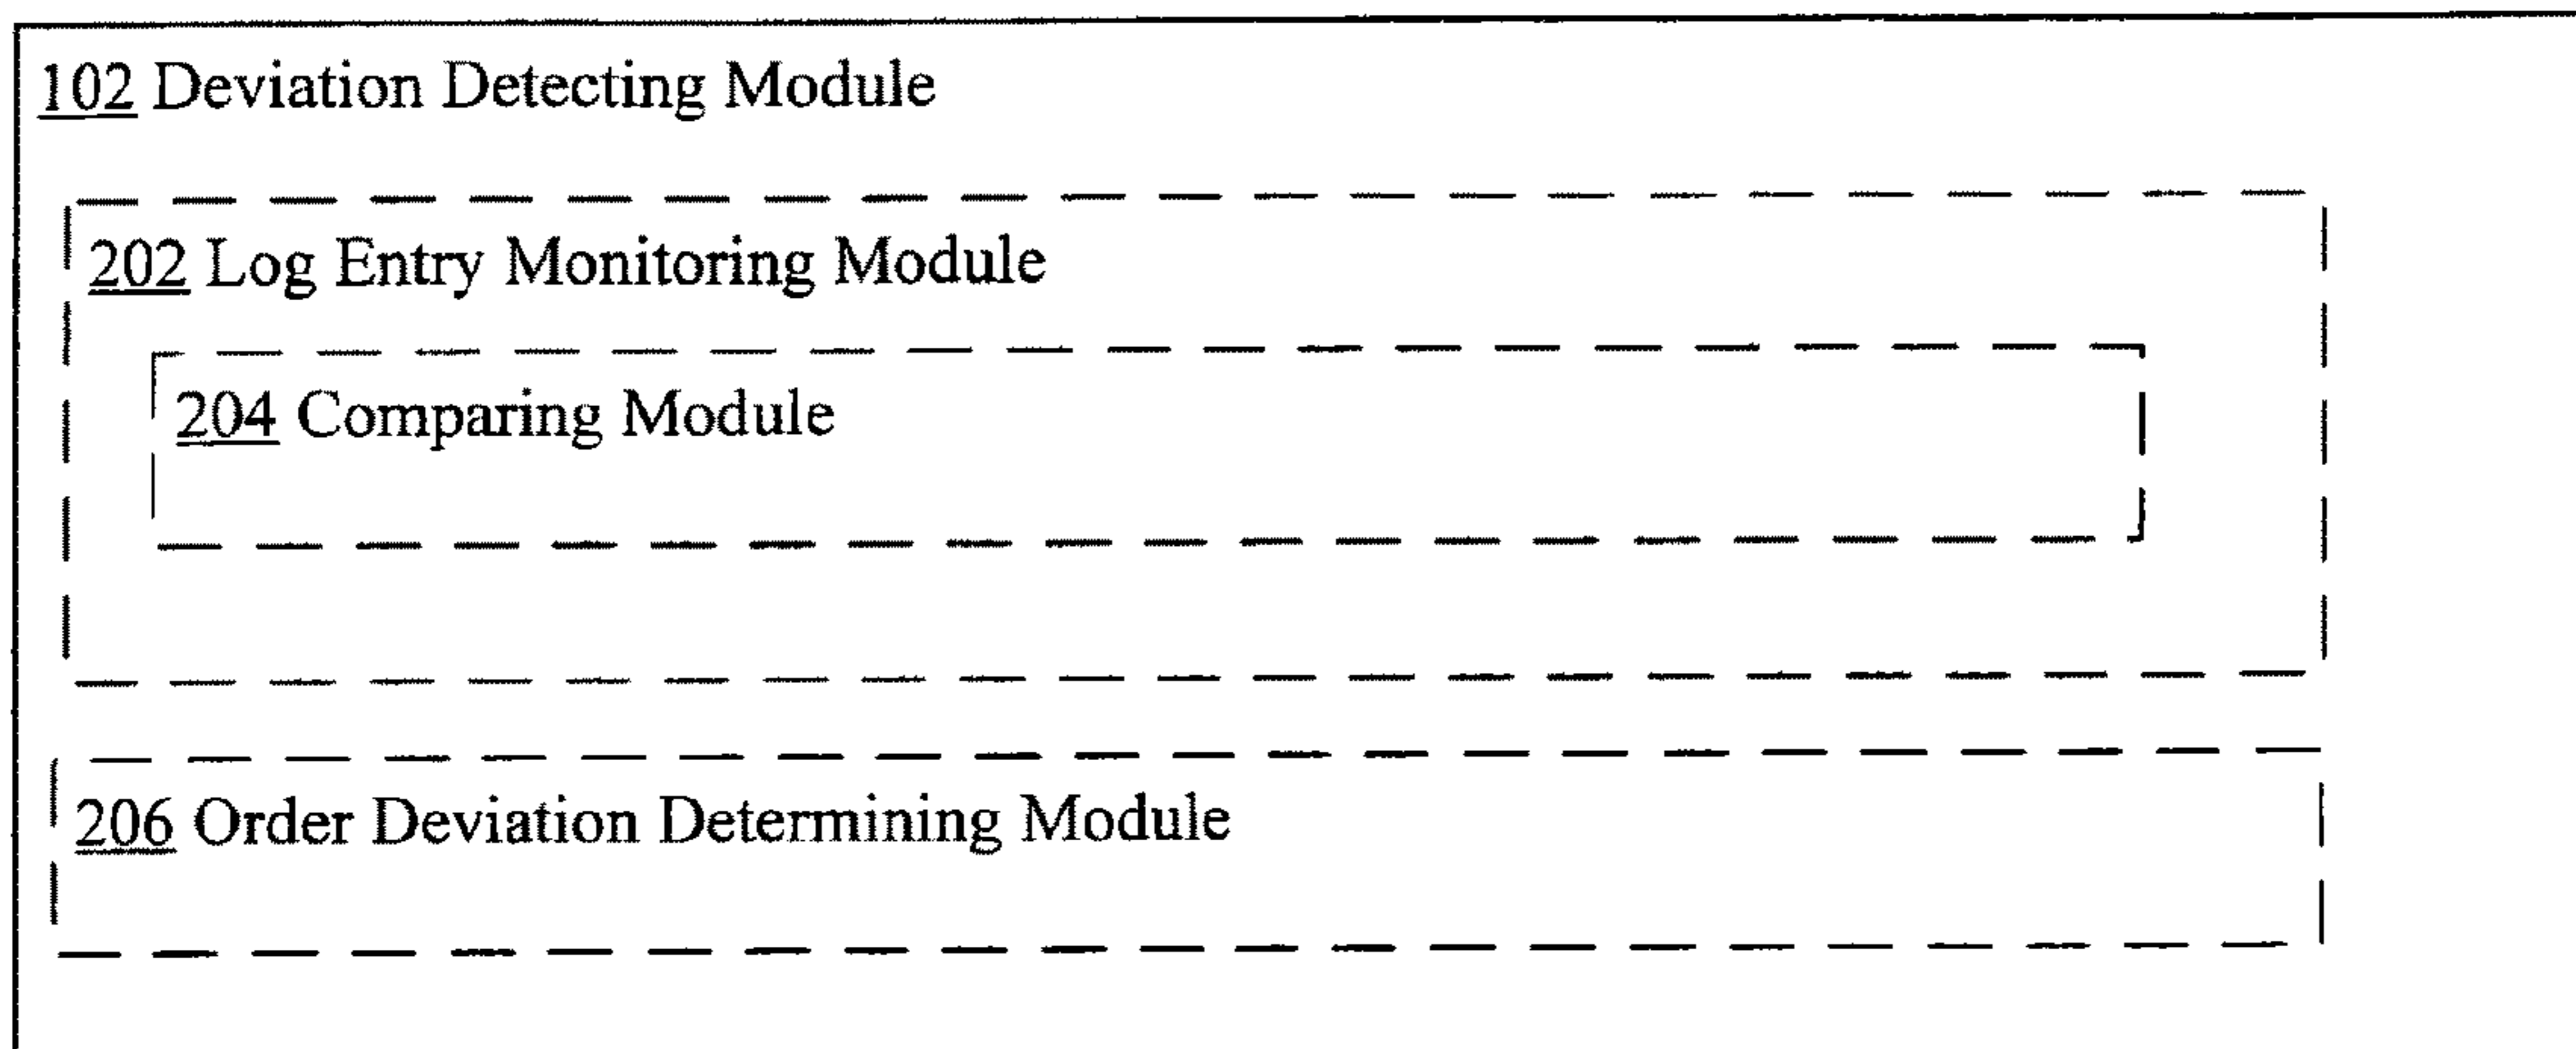 102 Deviation Detecting Module
202 Log Entry Monitoring Module
204 Comparing Module
206 Order Deviation Determining Module